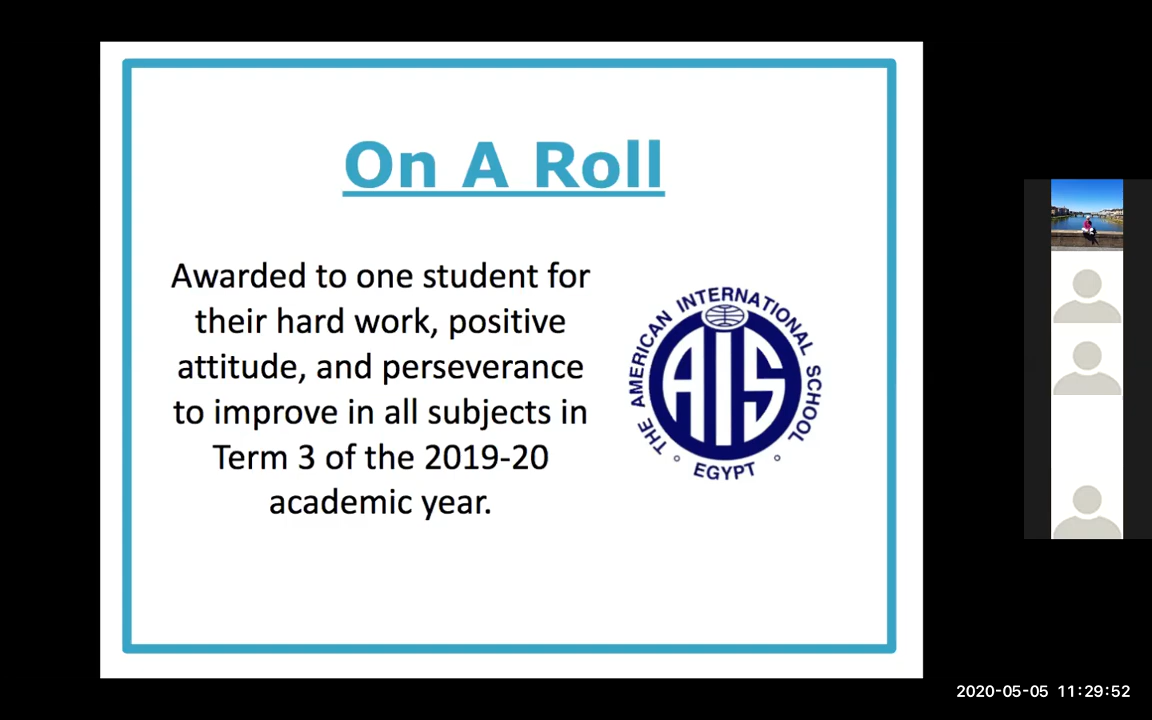 On A Roll
Awarded to one student for
their hard work, positive
attitude, and perseverance
to improve in all subjects in
Term 3 of the 2019-20
academic year.
THE AMERICAN INTERNATIONAL SCHOOL
AIS
EGYPT
2020-05-05 11:29:52